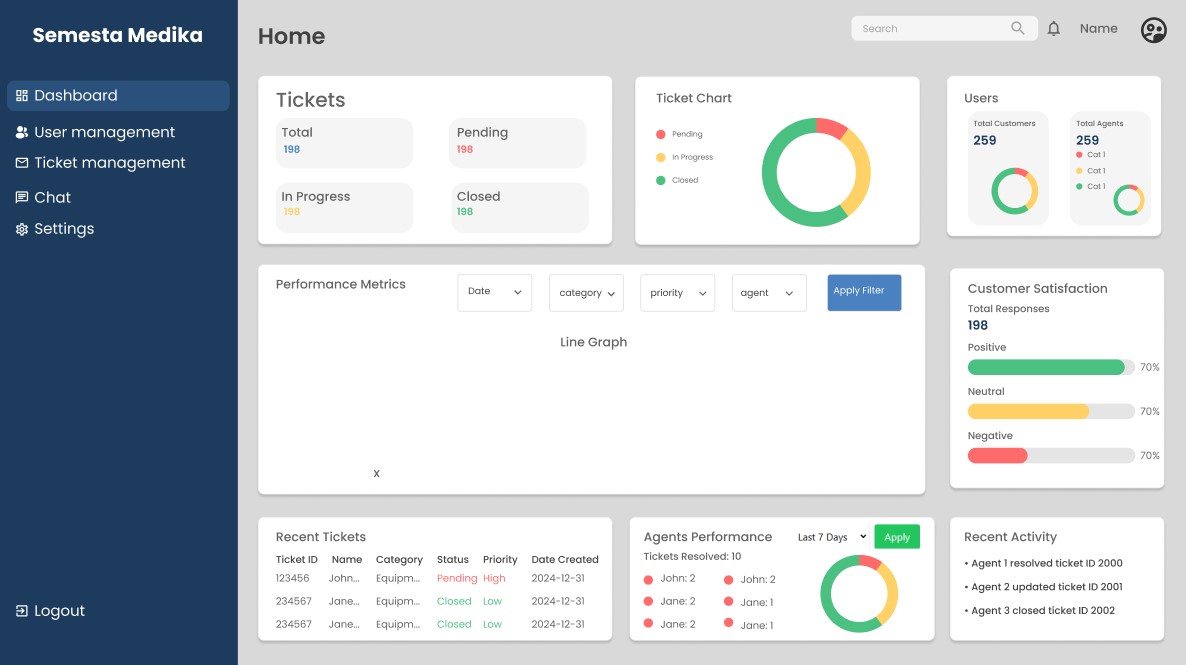 Semesta Medika
Dashboard
User management
Ticket management
Chat
Settings
Logout
Home
Search
Name
Tickets
Total
198
Pending
198
In Progress
198
Closed
198
Ticket Chart
Pending
In Progress
Closed
Users
Total Customers
259
Total Agents
259
Cat 1
Cat 1
Cat 1
Performance Metrics
Date
category
priority
agent
Apply Filter
Line Graph
x
Customer Satisfaction
Total Responses
198
Positive
70%
Neutral
70%
Negative
70%
Recent Tickets
Ticket ID Name Category Status Priority Date Created
123456 John... Equipm... Pending High 2024-12-31
234567 Jane... Equipm... Closed Low 2024-12-31
234567 Jane... Equipm... Closed Low 2024-12-31
Agents Performance
Last 7 Days
Apply
Tickets Resolved: 10
John: 2 John: 2
Jane: 2 Jane: 1
Jane: 2 Jane: 1
Recent Activity
• Agent 1 resolved ticket ID 2000
• Agent 2 updated ticket ID 2001
• Agent 3 closed ticket ID 2002